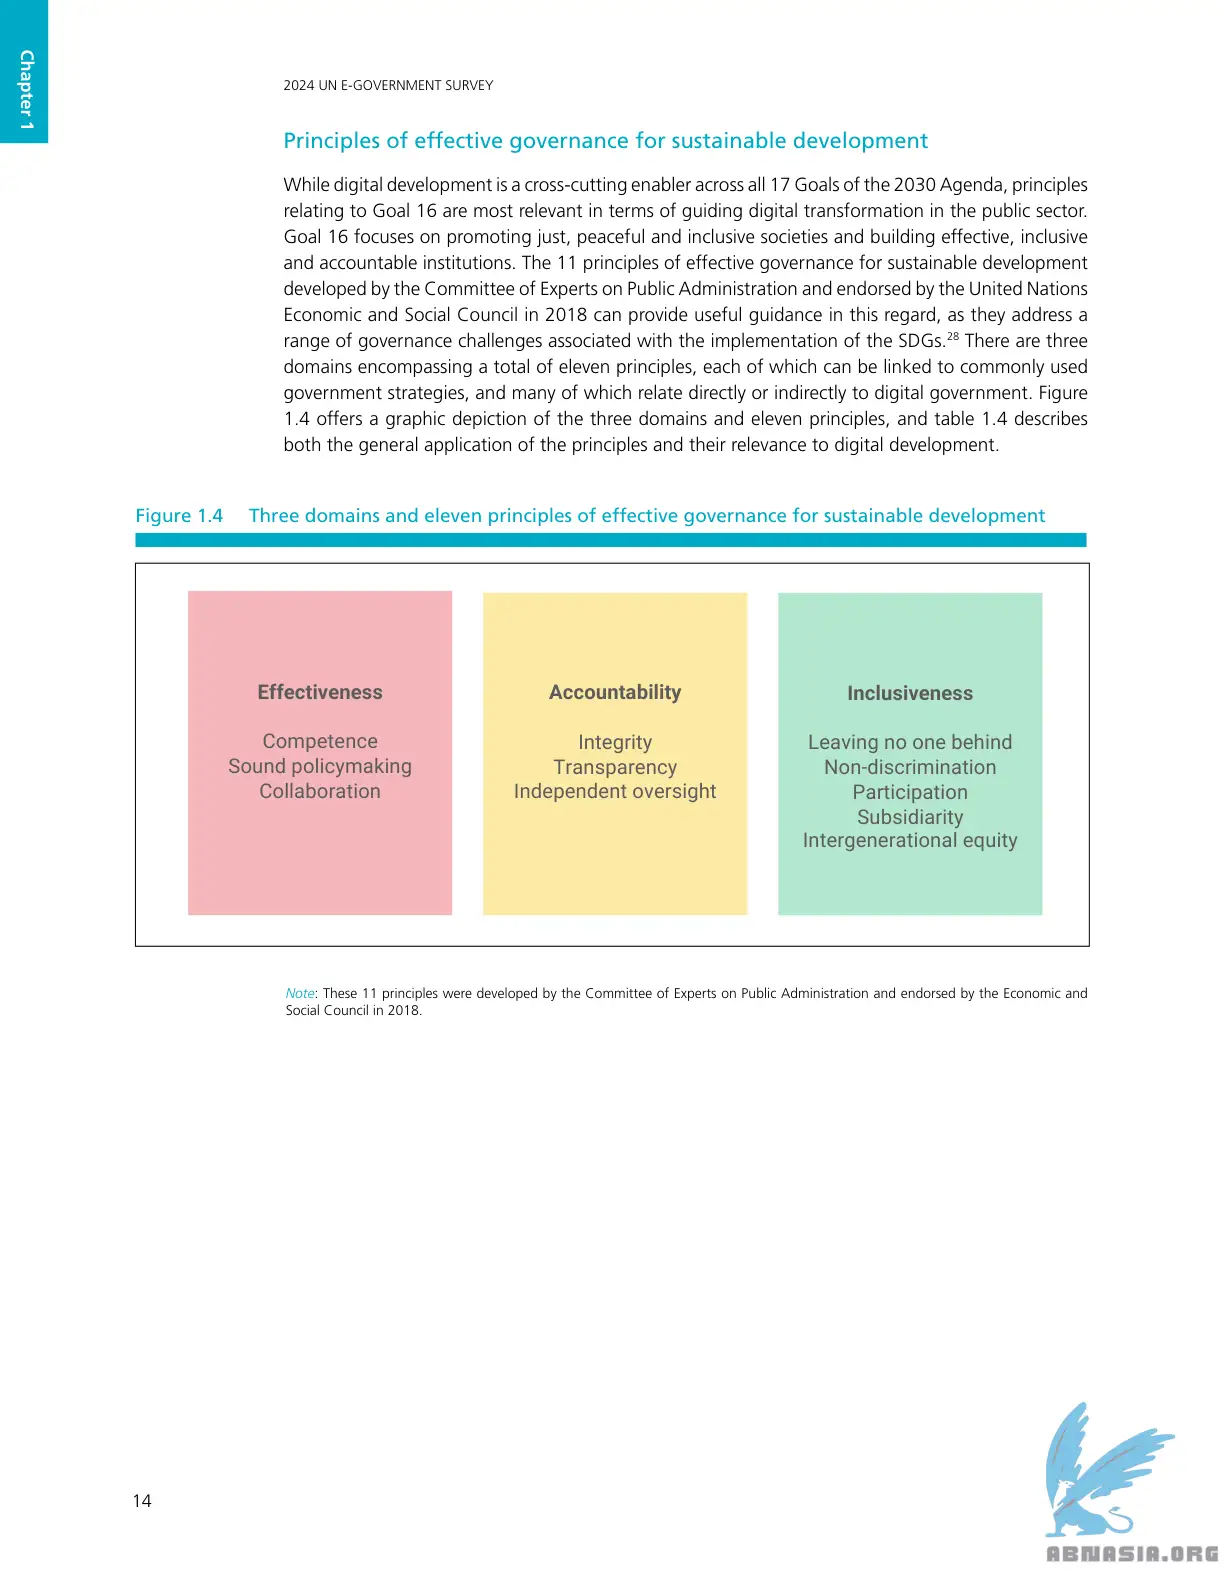 Chapter 1
2024 UN E-GOVERNMENT SURVEY
Principles of effective governance for sustainable development
While digital development is a cross-cutting enabler across all 17 Goals of the 2030 Agenda, principles
relating to Goal 16 are most relevant in terms of guiding digital transformation in the public sector.
Goal 16 focuses on promoting just, peaceful and inclusive societies and building effective, inclusive
and accountable institutions. The 11 principles of effective governance for sustainable development
developed by the Committee of Experts on Public Administration and endorsed by the United Nations
Economic and Social Council in 2018 can provide useful guidance in this regard, as they address a
range of governance challenges associated with the implementation of the SDGs.28 There are three
domains encompassing a total of eleven principles, each of which can be linked to commonly used
government strategies, and many of which relate directly or indirectly to digital government. Figure
1.4 offers a graphic depiction of the three domains and eleven principles, and table 1.4 describes
both the general application of the principles and their relevance to digital development.
Figure 1.4 Three domains and eleven principles of effective governance for sustainable development
Effectiveness
Competence
Sound policymaking
Collaboration
Accountability
Integrity
Transparency
Independent oversight
Inclusiveness
Leaving no one behind
Non-discrimination
Participation
Subsidiarity
Intergenerational equity
Note: These 11 principles were developed by the Committee of Experts on Public Administration and endorsed by the Economic and
Social Council in 2018.
14
ABNASIA.ORG